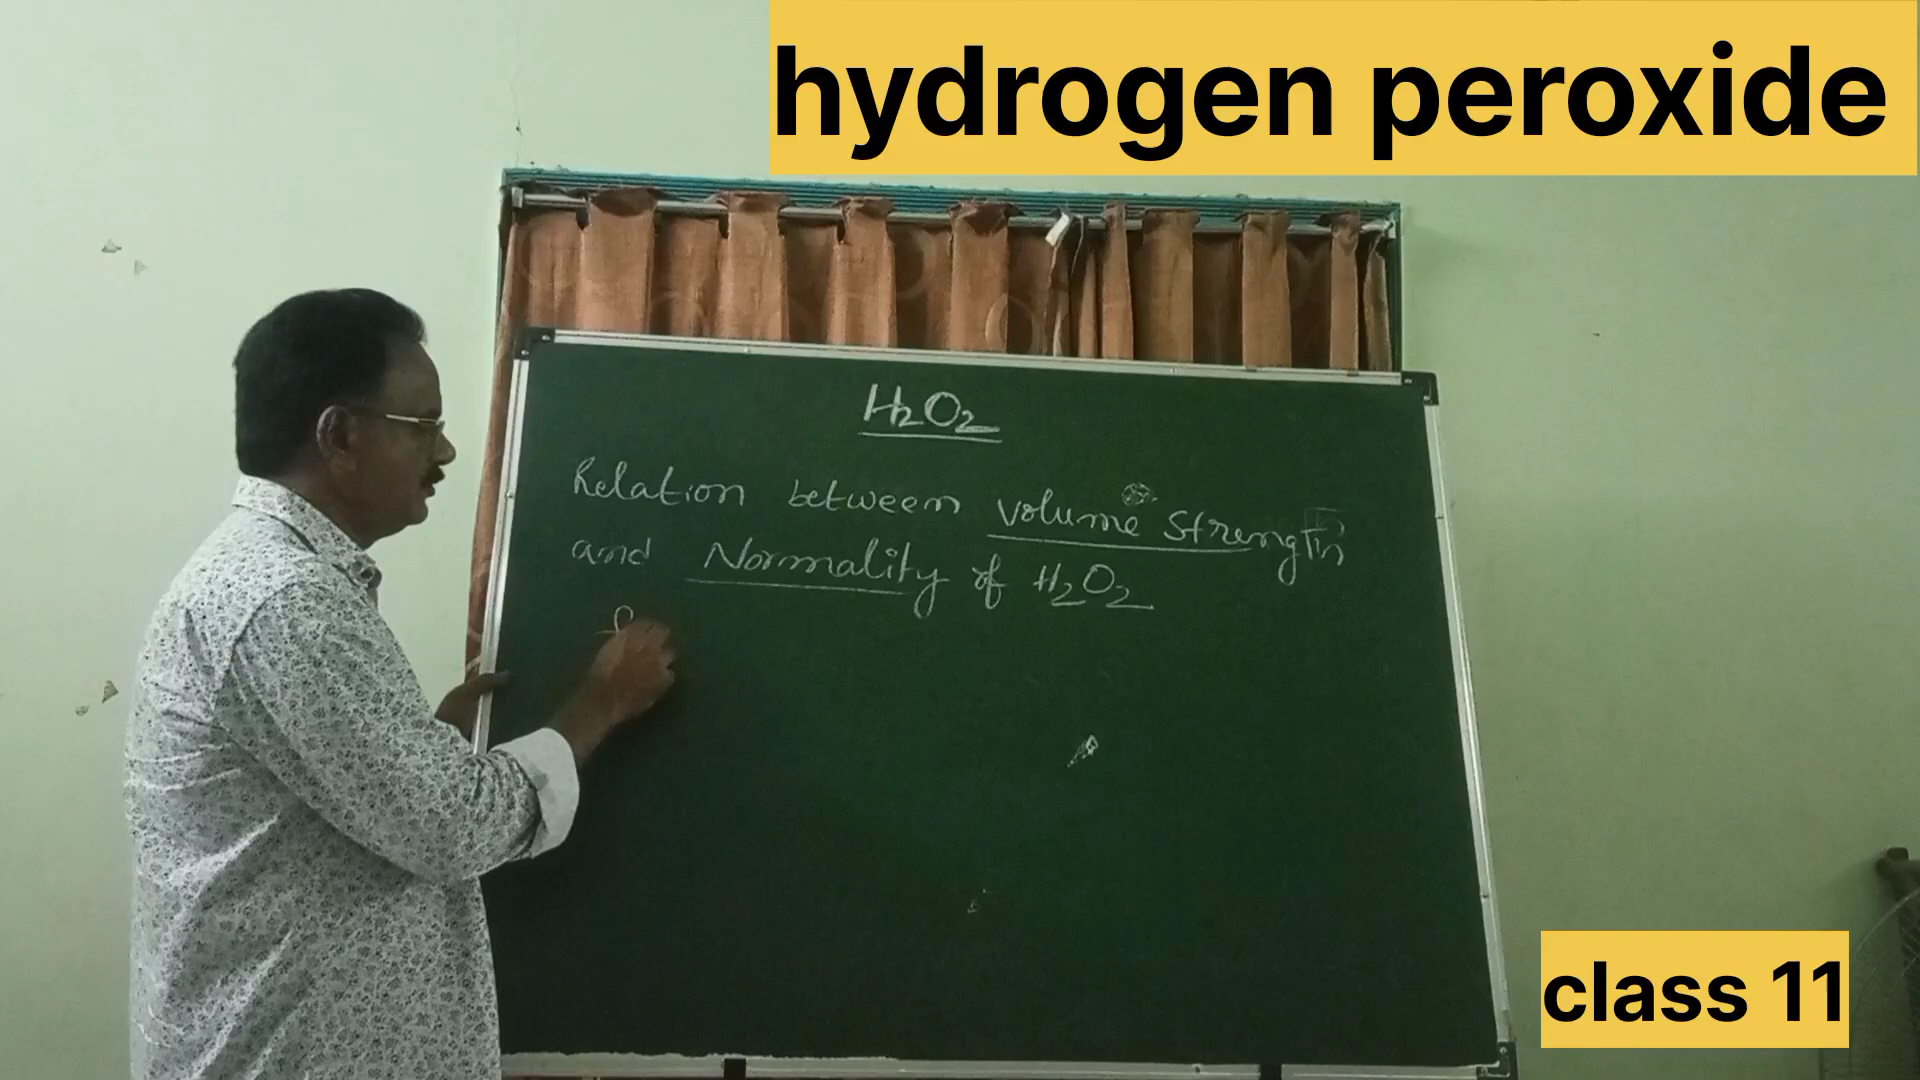 hydrogen peroxide
H2O2
Relation between volume strength
and Normality of H2O2
class 11